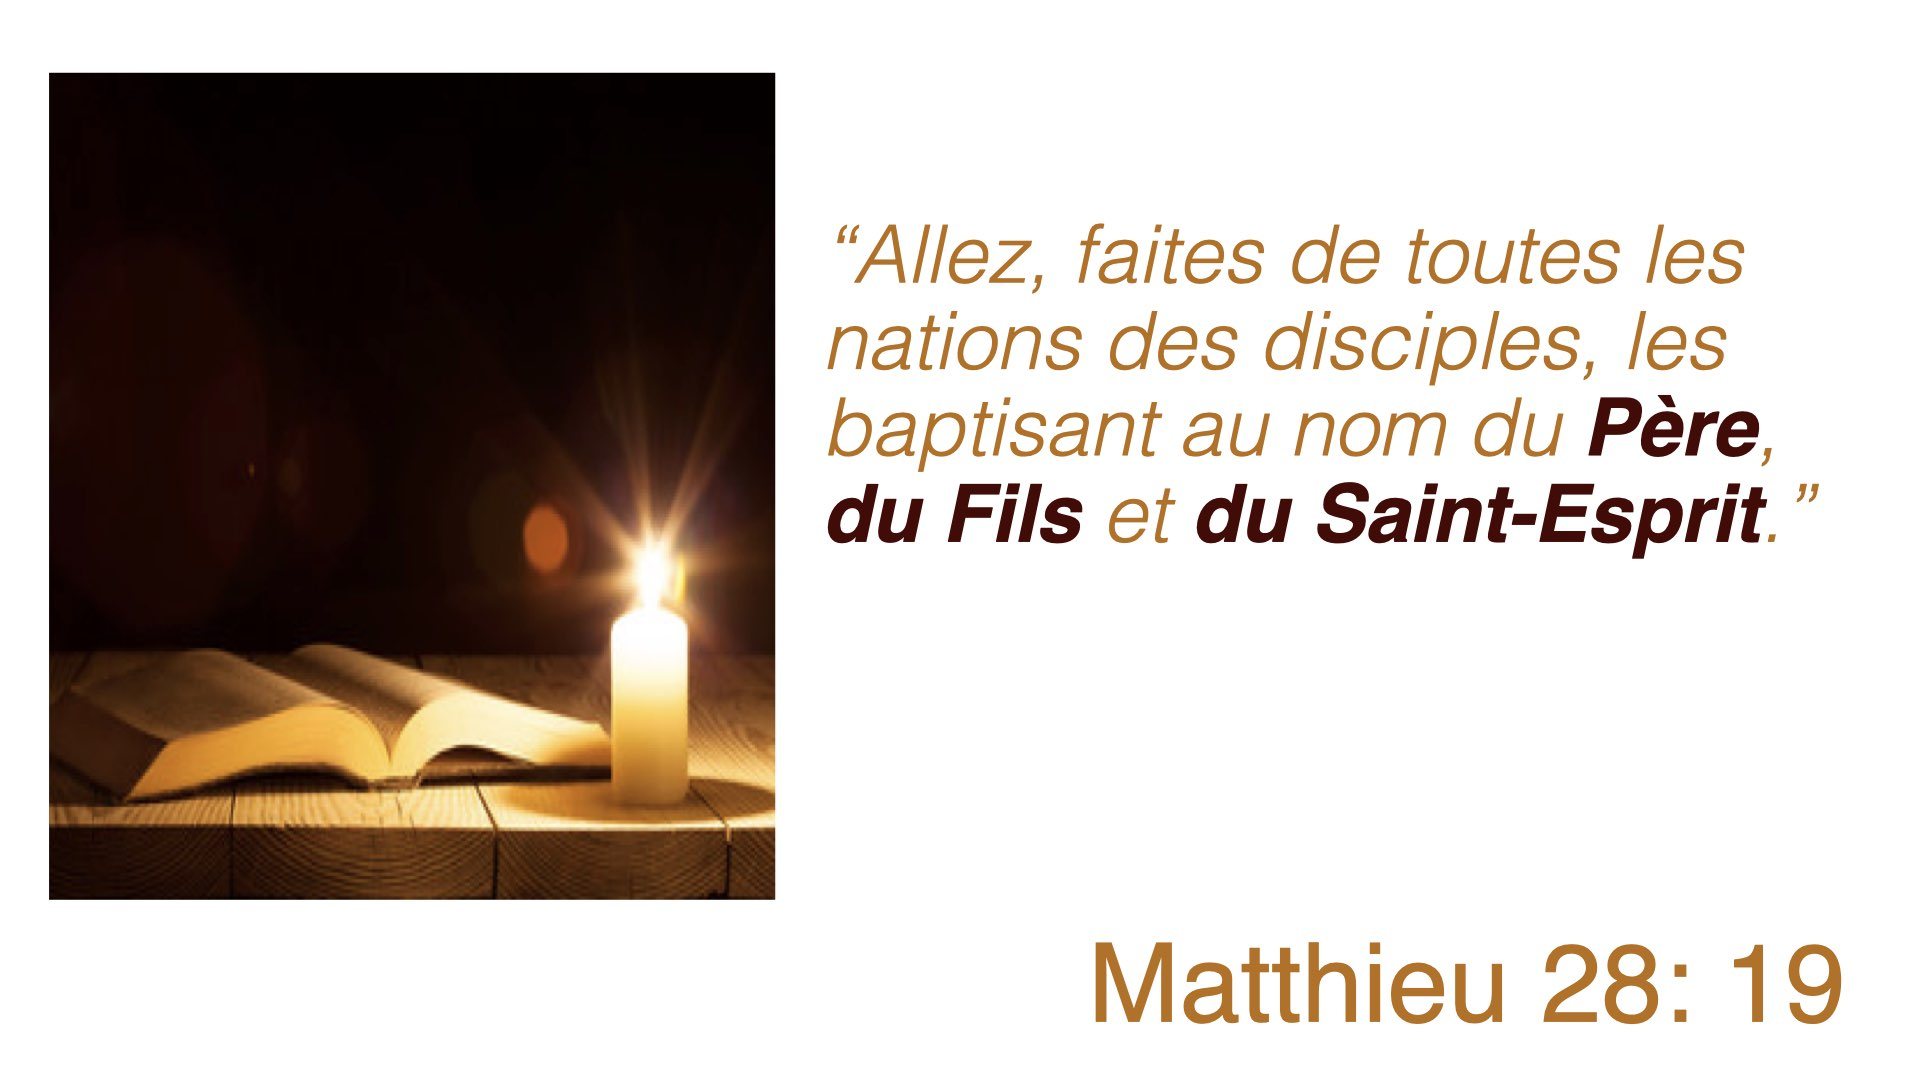 “Allez, faites de toutes les
nations des disciples, les
baptisant au nom du Père,
du Fils et du Saint-Esprit.”
Matthieu 28: 19